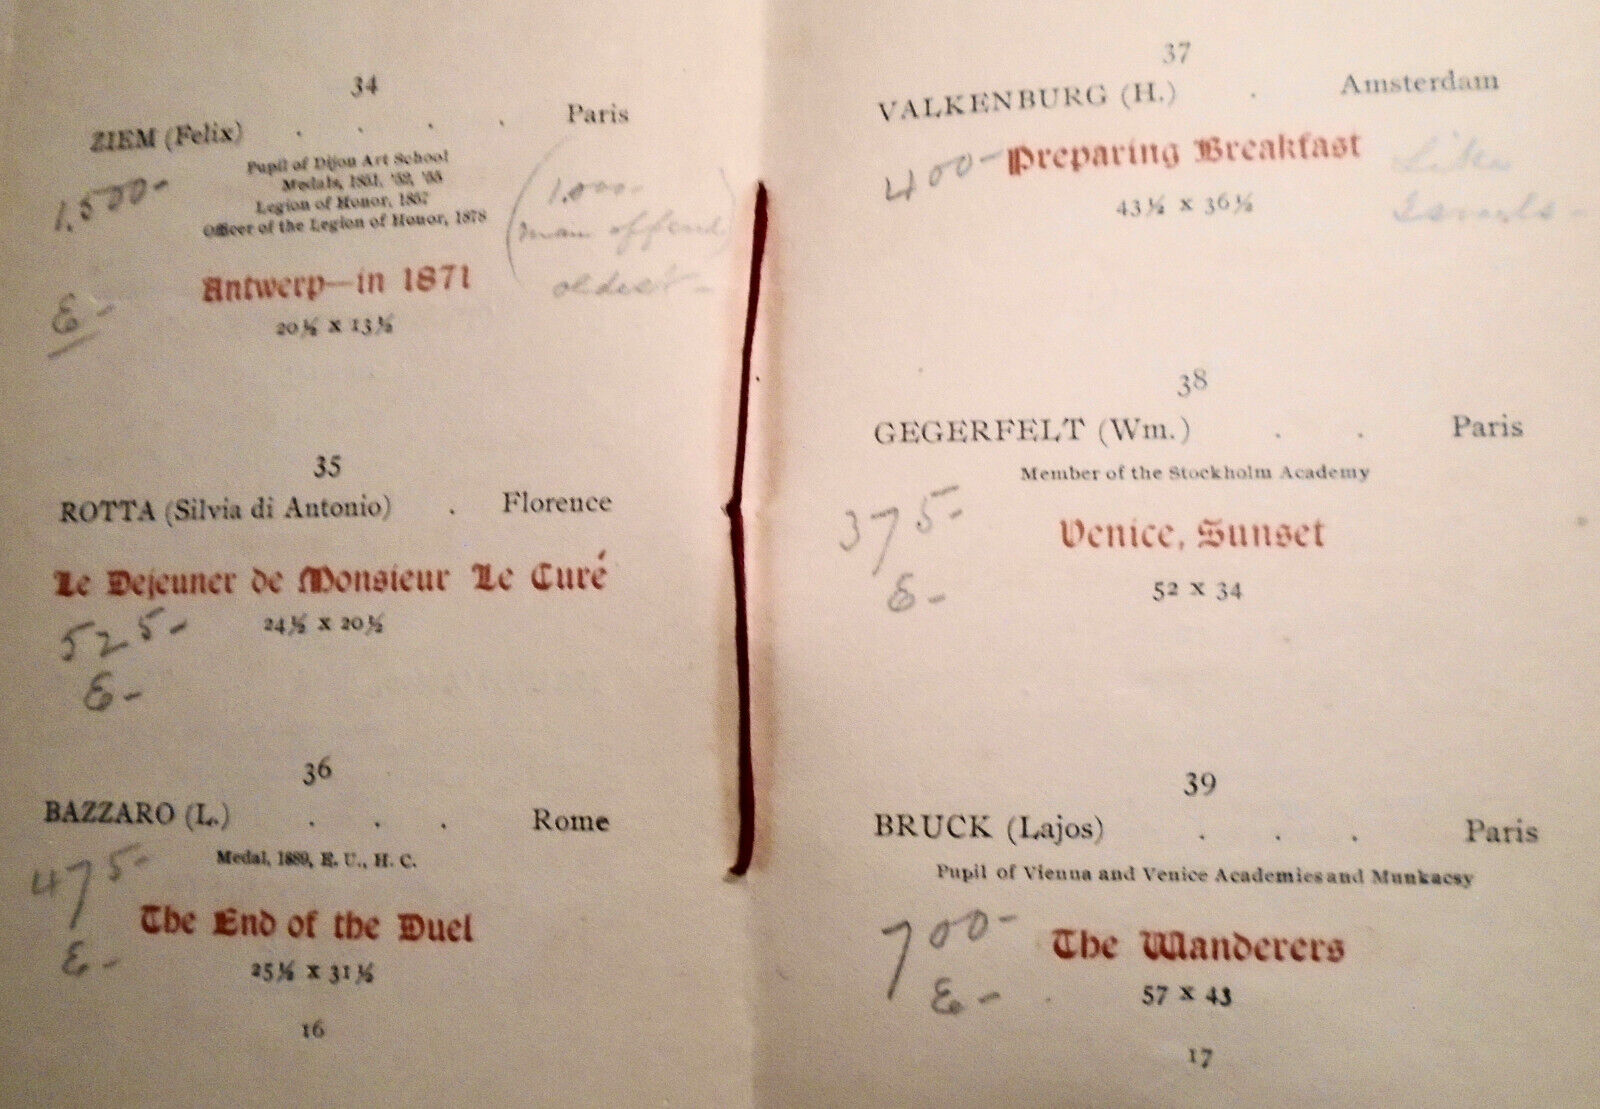 34
ZIEM (Felix) . . . . Paris
Pupil of Dijon Art School
Medals, 1851, '52, '55
Legion of Honor, 1857
Officer of the Legion of Honor, 1878
1,500-
(1.000-
man offend
oldest-
Antwerp—in 1871
E-
20½ x 13½
35
ROTTA (Silvia di Antonio) . Florence
Le Dejeuner de Monsieur Le Curé
24½ x 20½
525-
E-
36
BAZZARO (L.) . . . Rome
Medal, 1889, E. U., H. C.
475-
The End of the Duel
E-
25½ x 31½
16
37
VALKENBURG (H.) . Amsterdam
400-
Preparing Breakfast
Like
Israels-
43½ x 36½
38
GEGERFELT (Wm.) . . Paris
Member of the Stockholm Academy
375-
Venice, Sunset
E-
52 x 34
39
BRUCK (Lajos) . . . Paris
Pupil of Vienna and Venice Academies and Munkacsy
700-
The Wanderers
E-
57 x 43
17